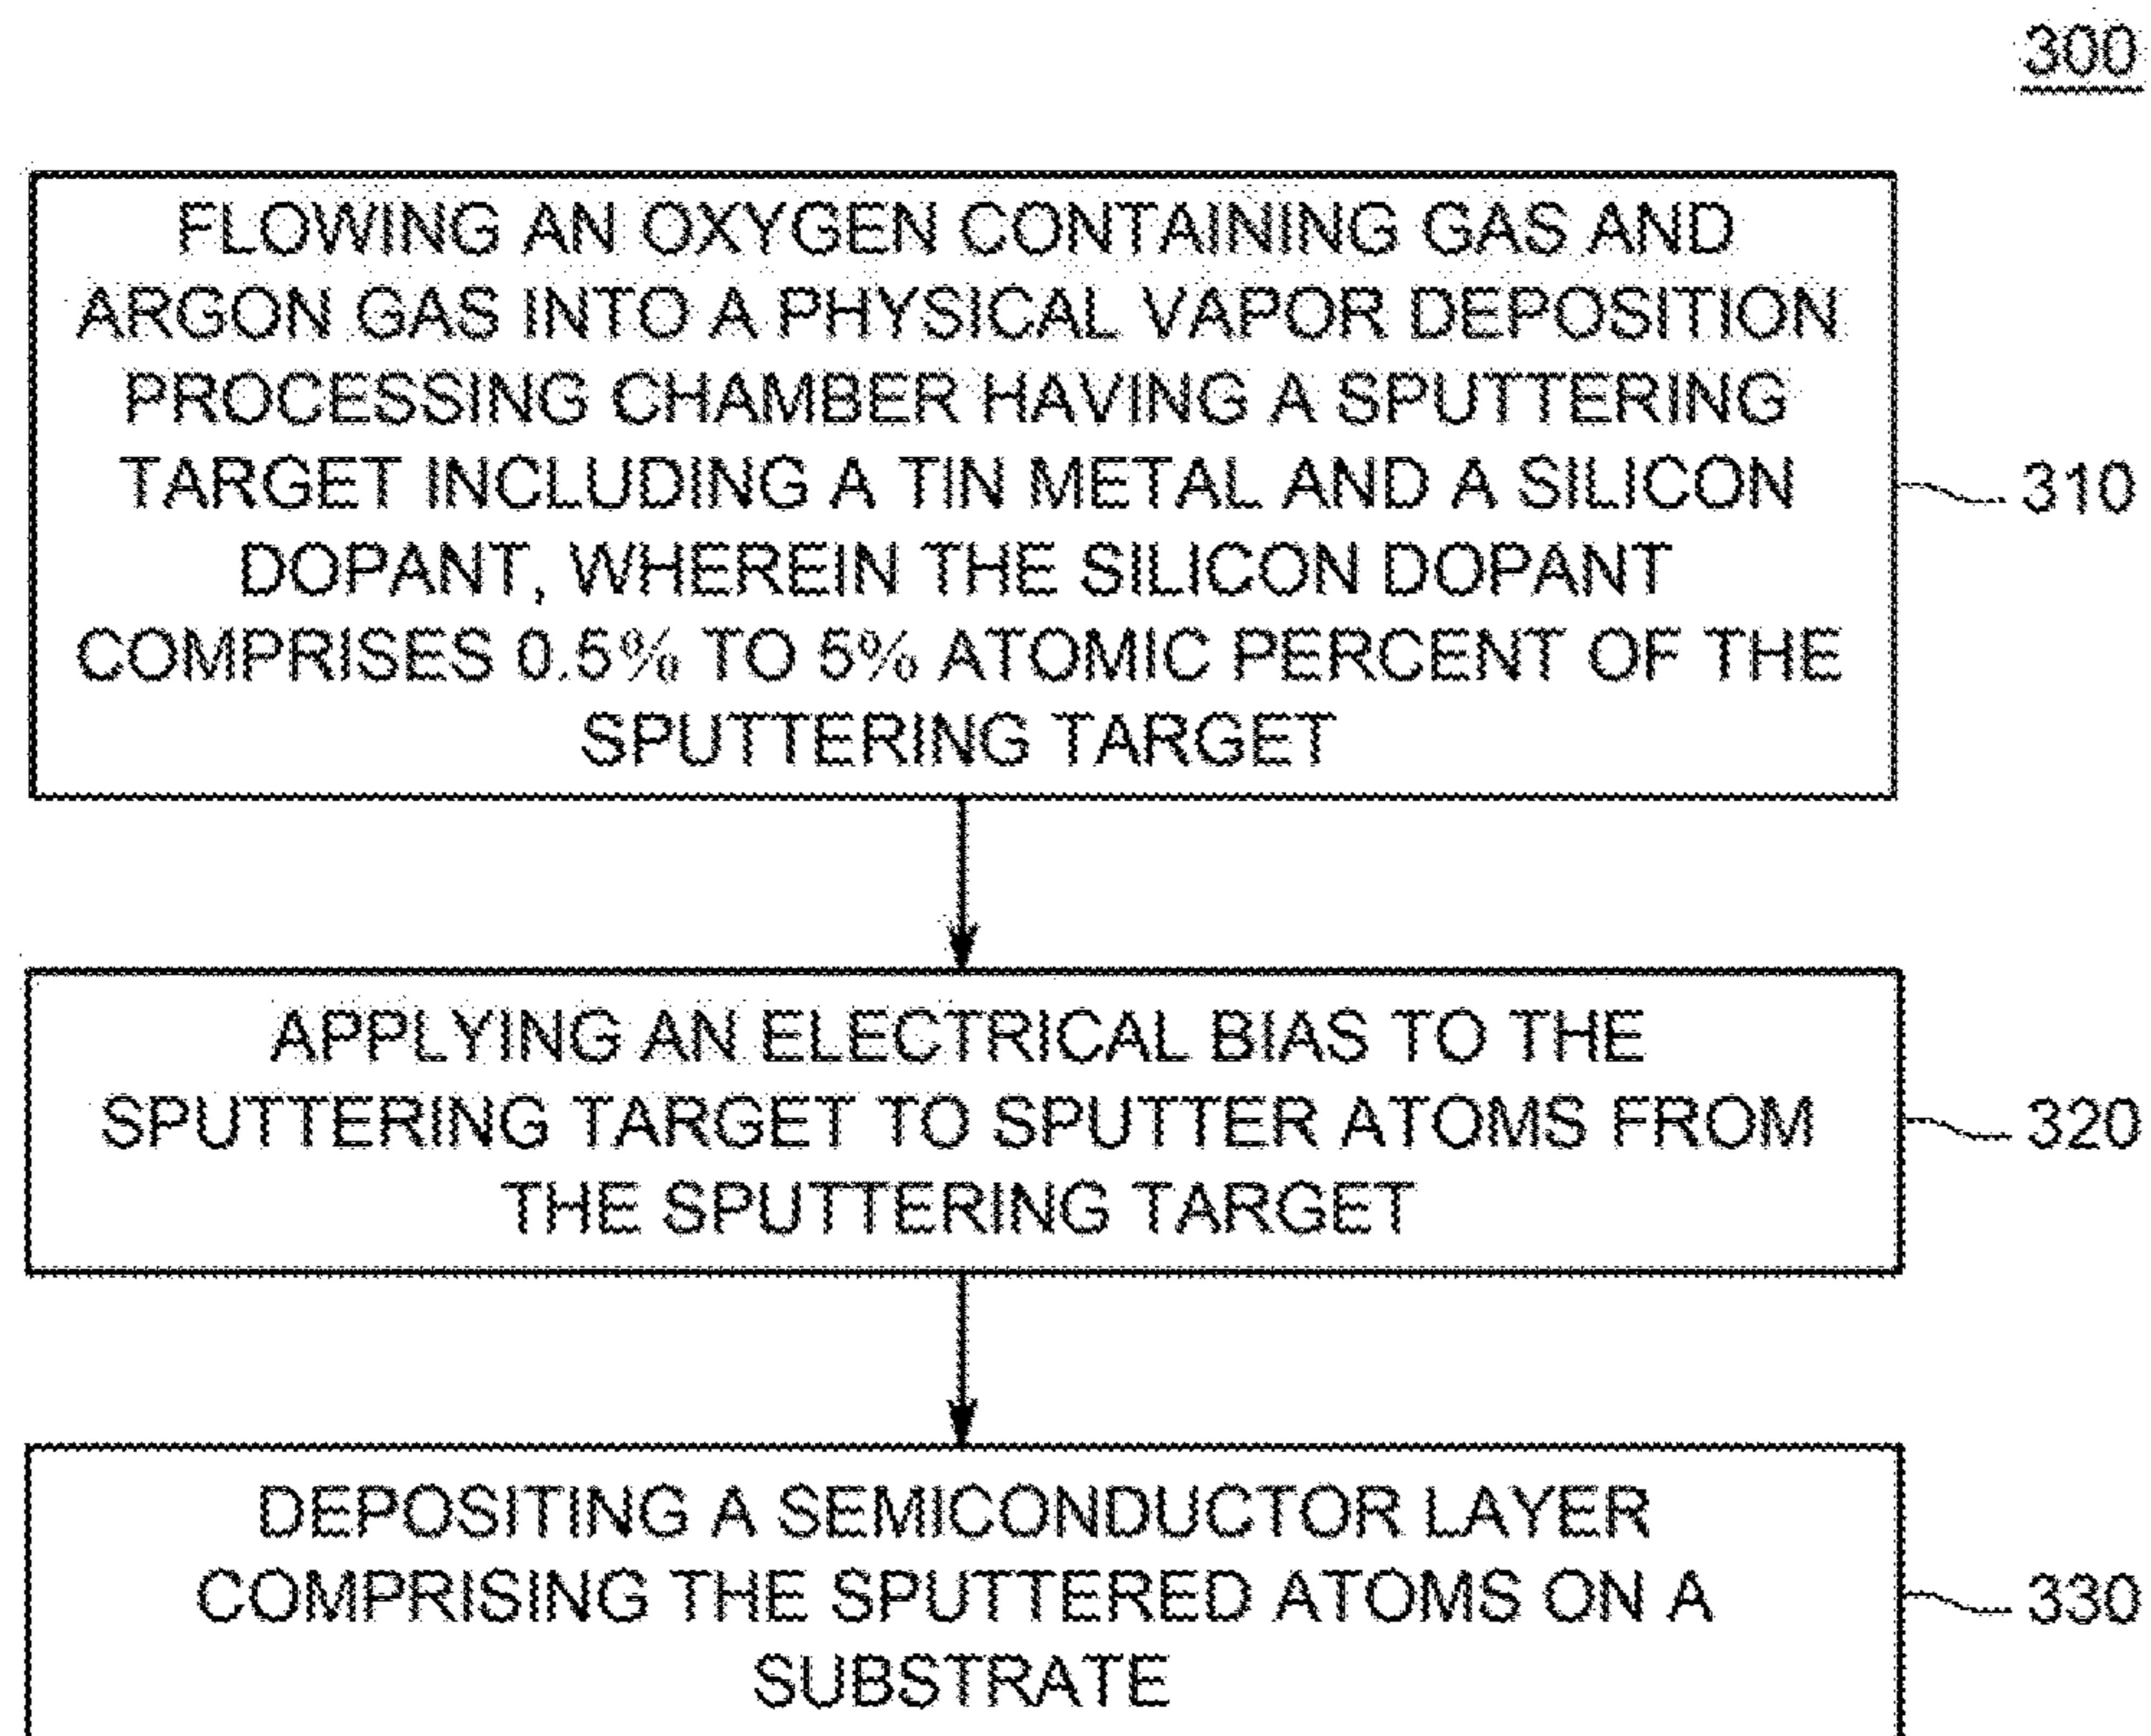 300
FLOWING AN OXYGEN CONTAINING GAS AND
ARGON GAS INTO A PHYSICAL VAPOR DEPOSITION
PROCESSING CHAMBER HAVING A SPUTTERING
TARGET INCLUDING A TIN METAL AND A SILICON
310
DOPANT, WHEREIN THE SILICON DOPANT
COMPRISES 0.5% TO 5% ATOMIC PERCENT OF THE
SPUTTERING TARGET
APPLYING AN ELECTRICAL BIAS TO THE
SPUTTERING TARGET TO SPUTTER ATOMS FROM
320
THE SPUTTERING TARGET
DEPOSITING A SEMICONDUCTOR LAYER
COMPRISING THE SPUTTERED ATOMS ON A
330
SUBSTRATE